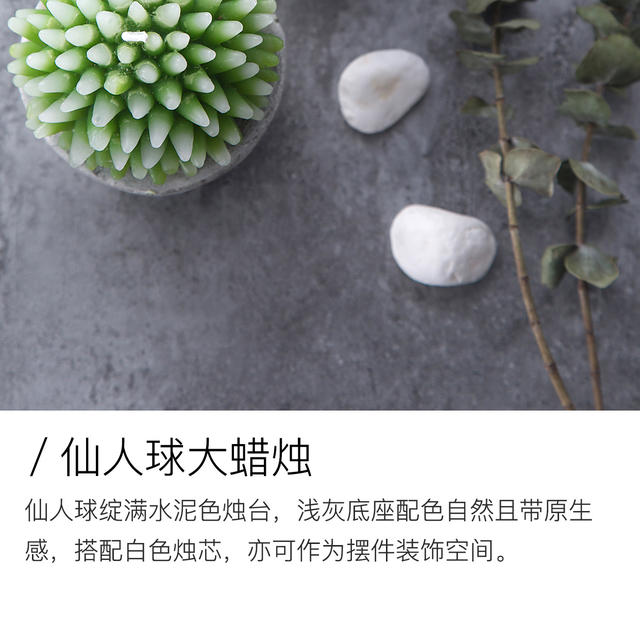 / 仙人球大蜡烛
仙人球绽满水泥色烛台，浅灰底座配色自然且带原生
感，搭配白色烛芯，亦可作为摆件装饰空间。